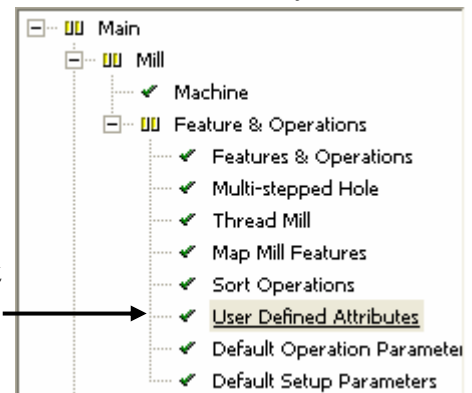 Main
Mill
Machine
Feature & Operations
Features & Operations
Multi-stepped Hole
Thread Mill
Map Mill Features
Sort Operations
User Defined Attributes
Default Operation Parameter
Default Setup Parameters